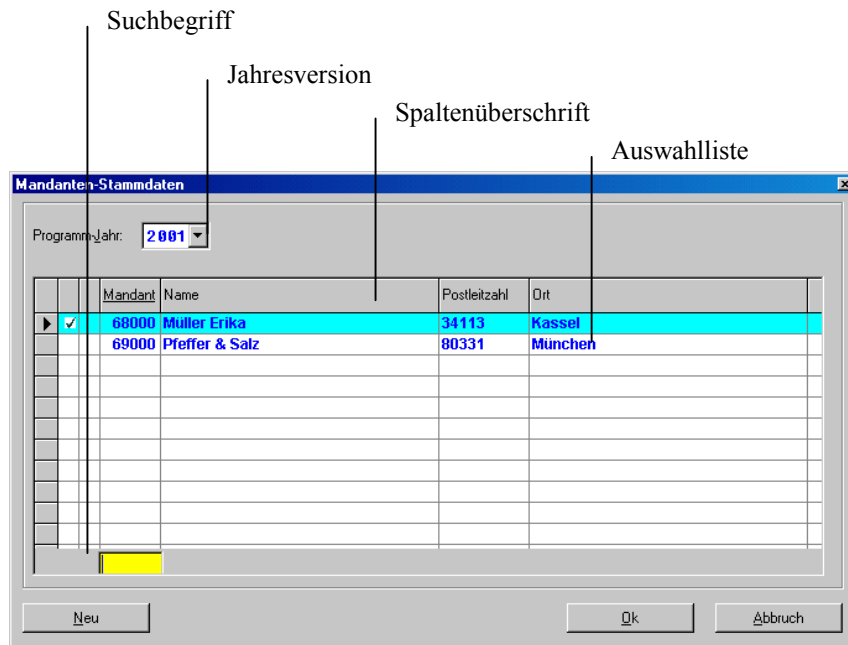 Suchbegriff
Jahresversion
Spaltenüberschrift
Auswahlliste
Mandanten-Stammdaten
Programm-Jahr: 2001
Mandant Name Postleitzahl Ort
68000 Müller Erika 34113 Kassel
69000 Pfeffer & Salz 80331 München
Neu Ok Abbruch